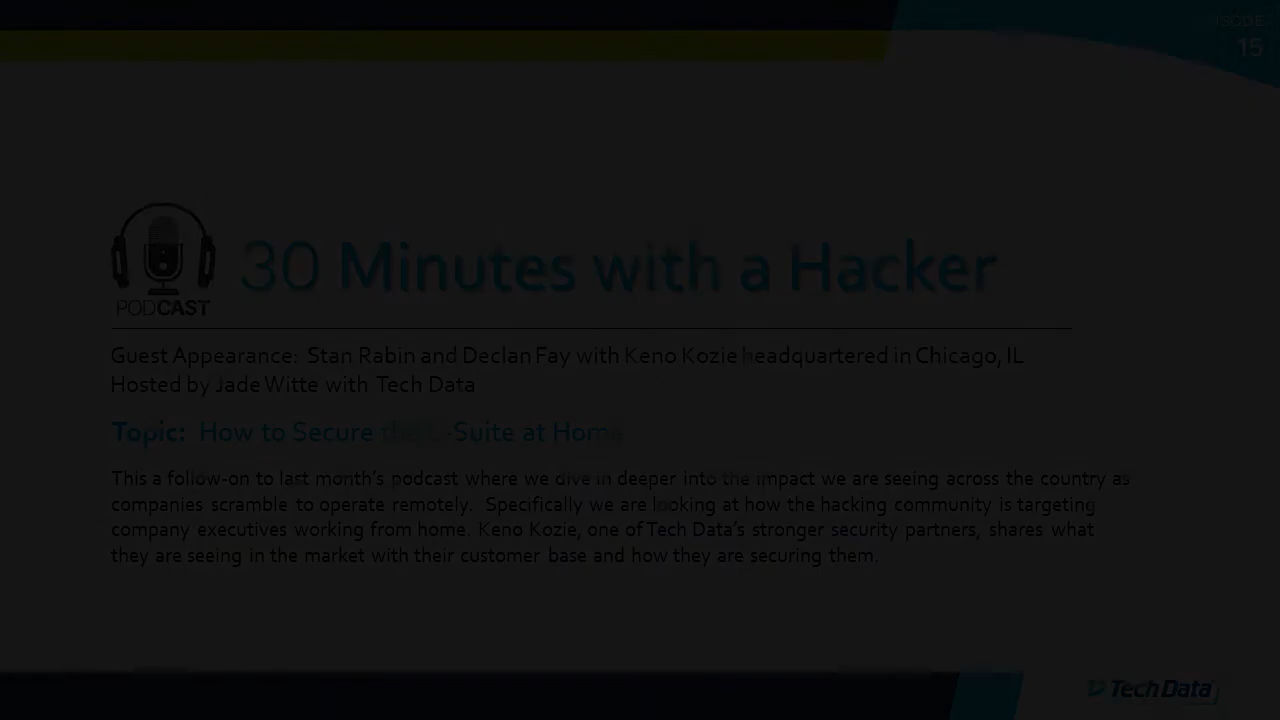 ISODE
15
30 Minutes with a Hacker
PODCAST
Guest Appearance: Stan Rabin and Declan Fay with Keno Kozie headquartered in Chicago, IL
Hosted by Jade Witte with Tech Data
Topic: How to Secure the C-Suite at Home
This a follow-on to last month's podcast where we dive in deeper into the impact we are seeing across the country as
companies scramble to operate remotely. Specifically we are looking at how the hacking community is targeting
company executives working from home. Keno Kozie, one of Tech Data's stronger security partners, shares what
they are seeing in the market with their customer base and how they are securing them.
Tech Data